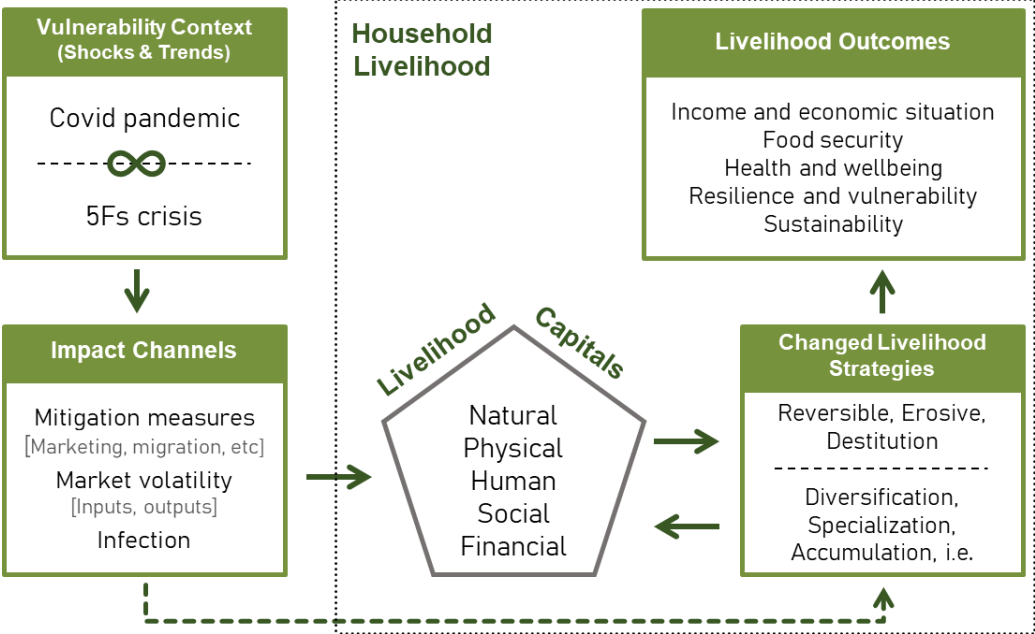 Vulnerability Context
(Shocks & Trends)
Covid pandemic
5Fs crisis
Impact Channels
Mitigation measures
[Marketing, migration, etc]
Market volatility
[Inputs, outputs]
Infection
Household
Livelihood
Livelihood Capitals
Natural
Physical
Human
Social
Financial
Livelihood Outcomes
Income and economic situation
Food security
Health and wellbeing
Resilience and vulnerability
Sustainability
Changed Livelihood
Strategies
Reversible, Erosive,
Destitution
Diversification,
Specialization,
Accumulation, i.e.